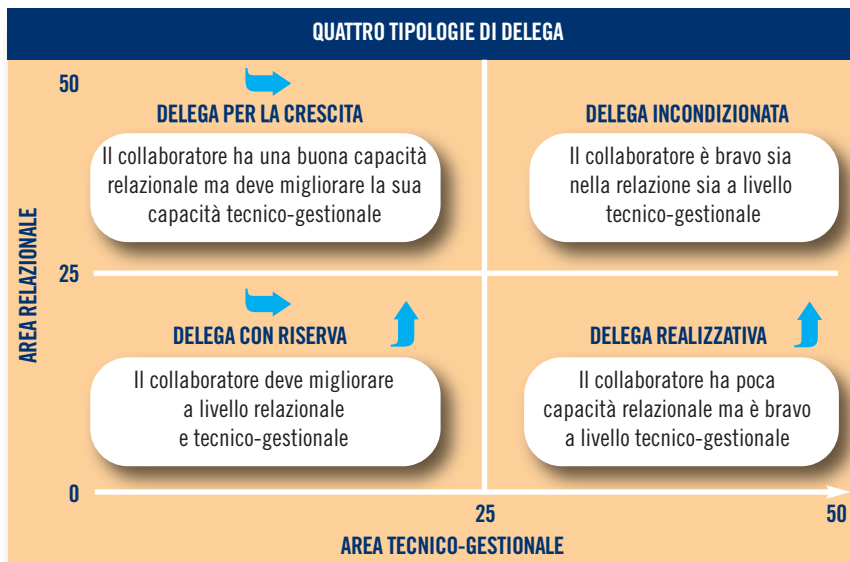 QUATTRO TIPOLOGIE DI DELEGA
50
DELEGA PER LA CRESCITA
Il collaboratore ha una buona capacità
relazionale ma deve migliorare la sua
capacità tecnico-gestionale
DELEGA INCONDIZIONATA
Il collaboratore è bravo sia
nella relazione sia a livello
tecnico-gestionale
AREA RELAZIONALE
25
DELEGA CON RISERVA
Il collaboratore deve migliorare
a livello relazionale
e tecnico-gestionale
DELEGA REALIZZATIVA
Il collaboratore ha poca
capacità relazionale ma è bravo
a livello tecnico-gestionale
0
25
50
AREA TECNICO-GESTIONALE